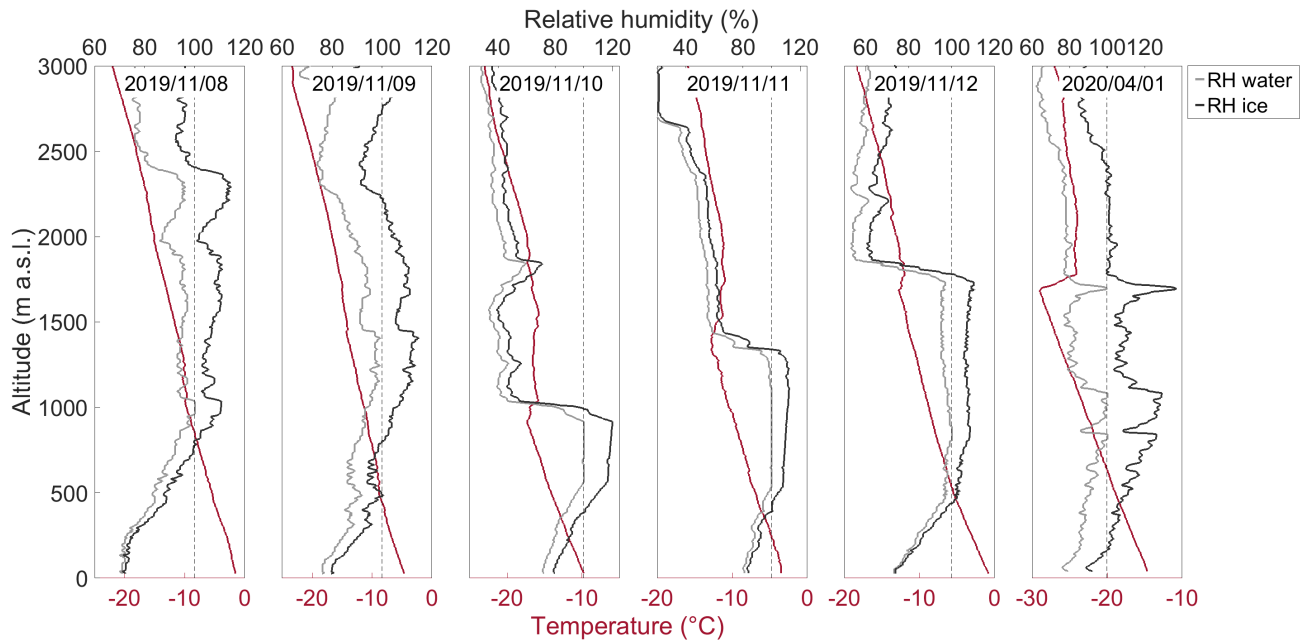 Relative humidity (%)
60 80 100 120 60 80 100 120 40 60 80 100 120 40 60 80 100 120 60 80 100 120 60 80 100 120
3000
2500
2000
1500
1000
500
0
Altitude (m a.s.l.)
2019/11/08 2019/11/09 2019/11/10 2019/11/11 2019/11/12 2020/04/01
RH water
RH ice
-20 -10 0 -20 -10 0 -20 -10 0 -20 -10 0 -20 -10 0 -30 -20 -10
Temperature (°C)